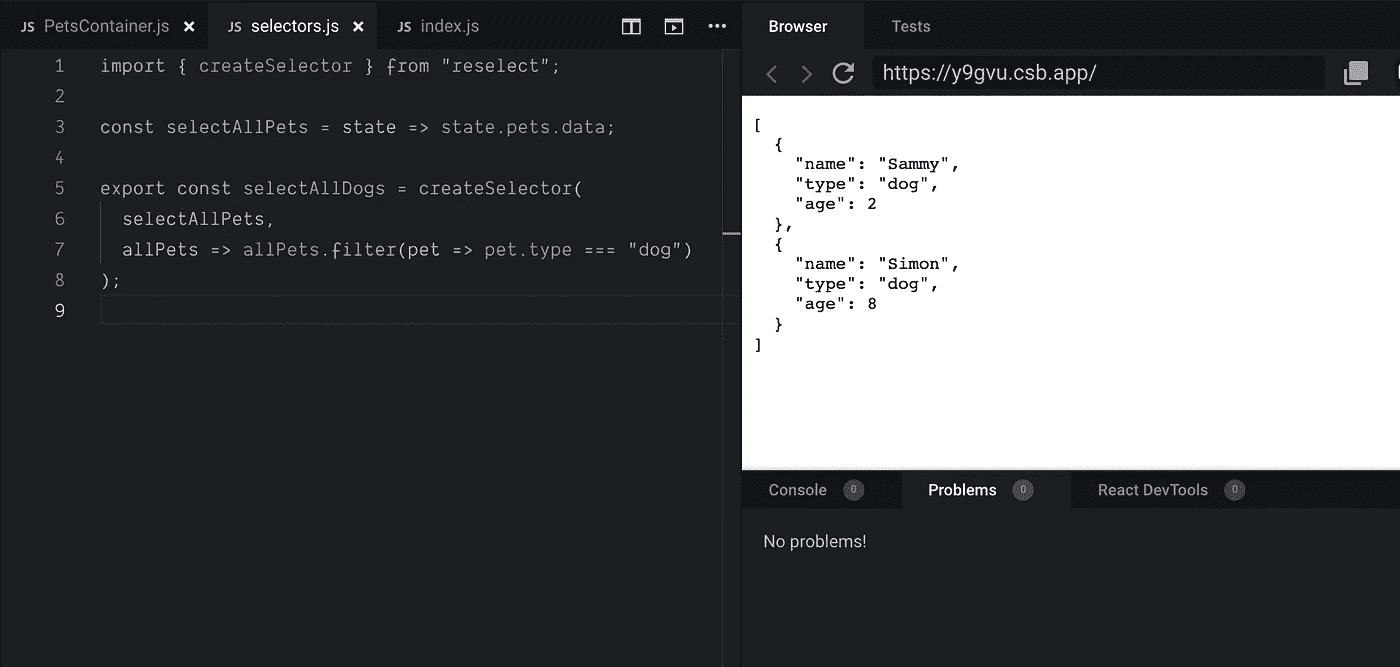 JS PetsContainer.js × JS selectors.js × JS index.js
1 import { createSelector } from "reselect";
2
3 const selectAllPets = state => state.pets.data;
4
5 export const selectAllDogs = createSelector(
6 selectAllPets,
7 allPets => allPets.filter(pet => pet.type === "dog")
8 );
9
Browser Tests
https://y9gvu.csb.app/
[
{
"name": "Sammy",
"type": "dog",
"age": 2
},
{
"name": "Simon",
"type": "dog",
"age": 8
}
]
Console 0 Problems 0 React DevTools 0
No problems!